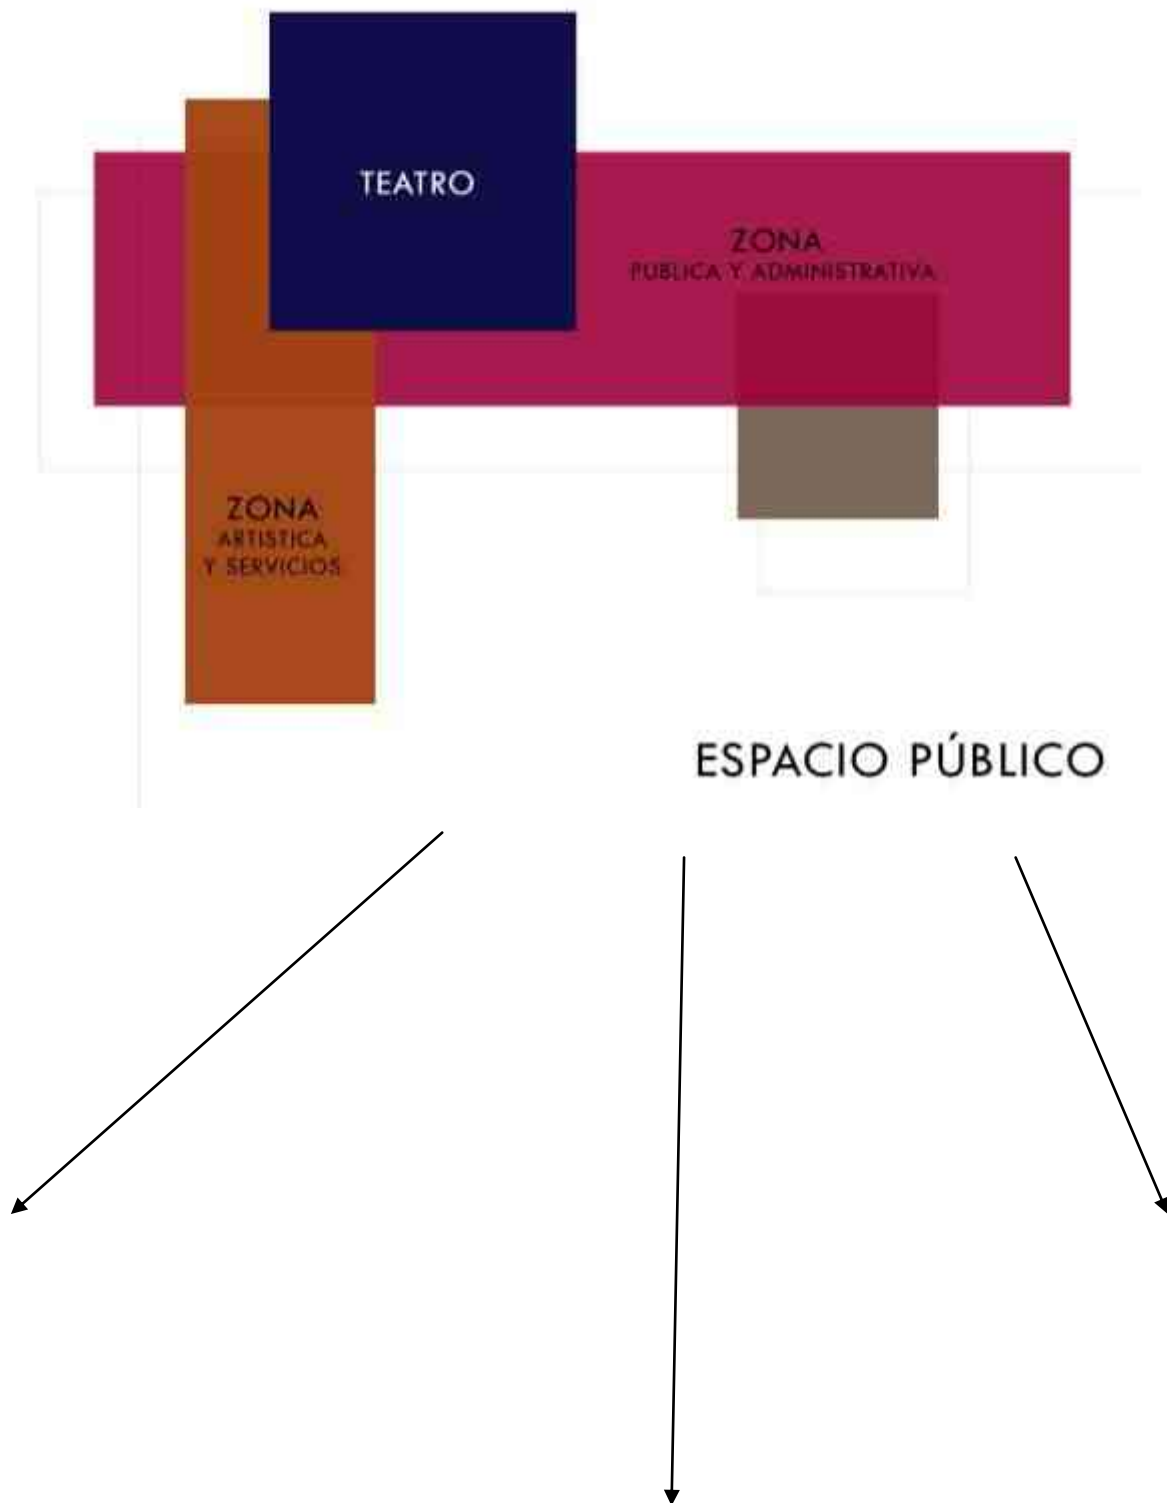 TEATRO
ZONA
PUBLICA Y ADMINISTRATIVA
ZONA
ARTISTICA
Y SERVICIOS
ESPACIO PÚBLICO